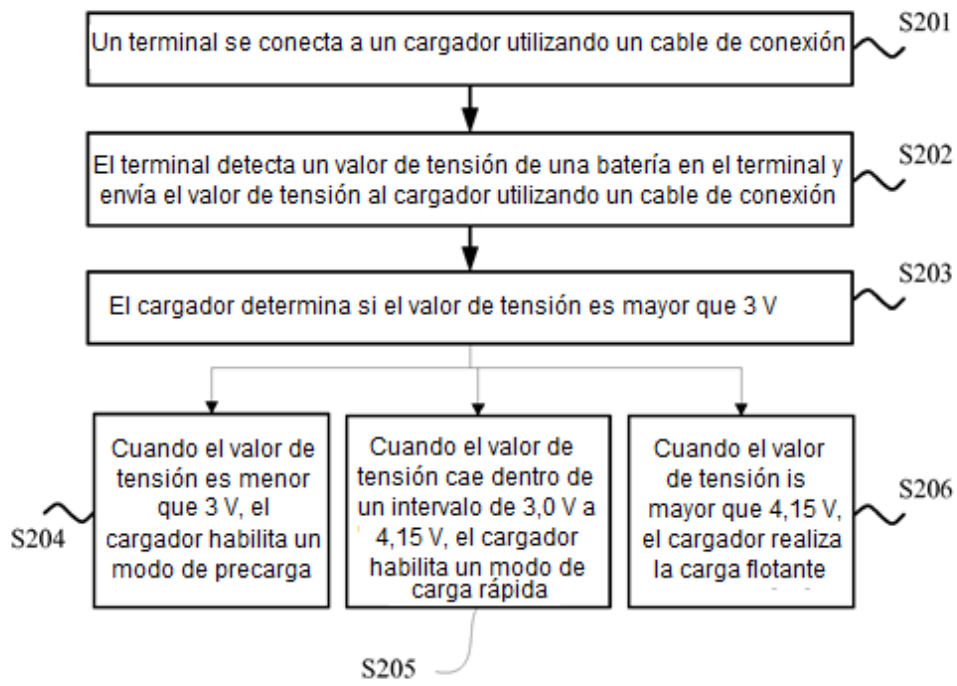 S201
Un terminal se conecta a un cargador utilizando un cable de conexión
S202
El terminal detecta un valor de tensión de una batería en el terminal y
envía el valor de tensión al cargador utilizando un cable de conexión
S203
El cargador determina si el valor de tensión es mayor que 3 V
Cuando el valor de
tensión es menor
que 3 V, el
cargador habilita un
modo de precarga
S204
Cuando el valor de
tensión cae dentro de
un intervalo de 3,0 V a
4,15 V, el cargador
habilita un modo de
carga rápida
S205
Cuando el valor
de tensión is
mayor que 4,15 V,
el cargador realiza
la carga flotante
S206